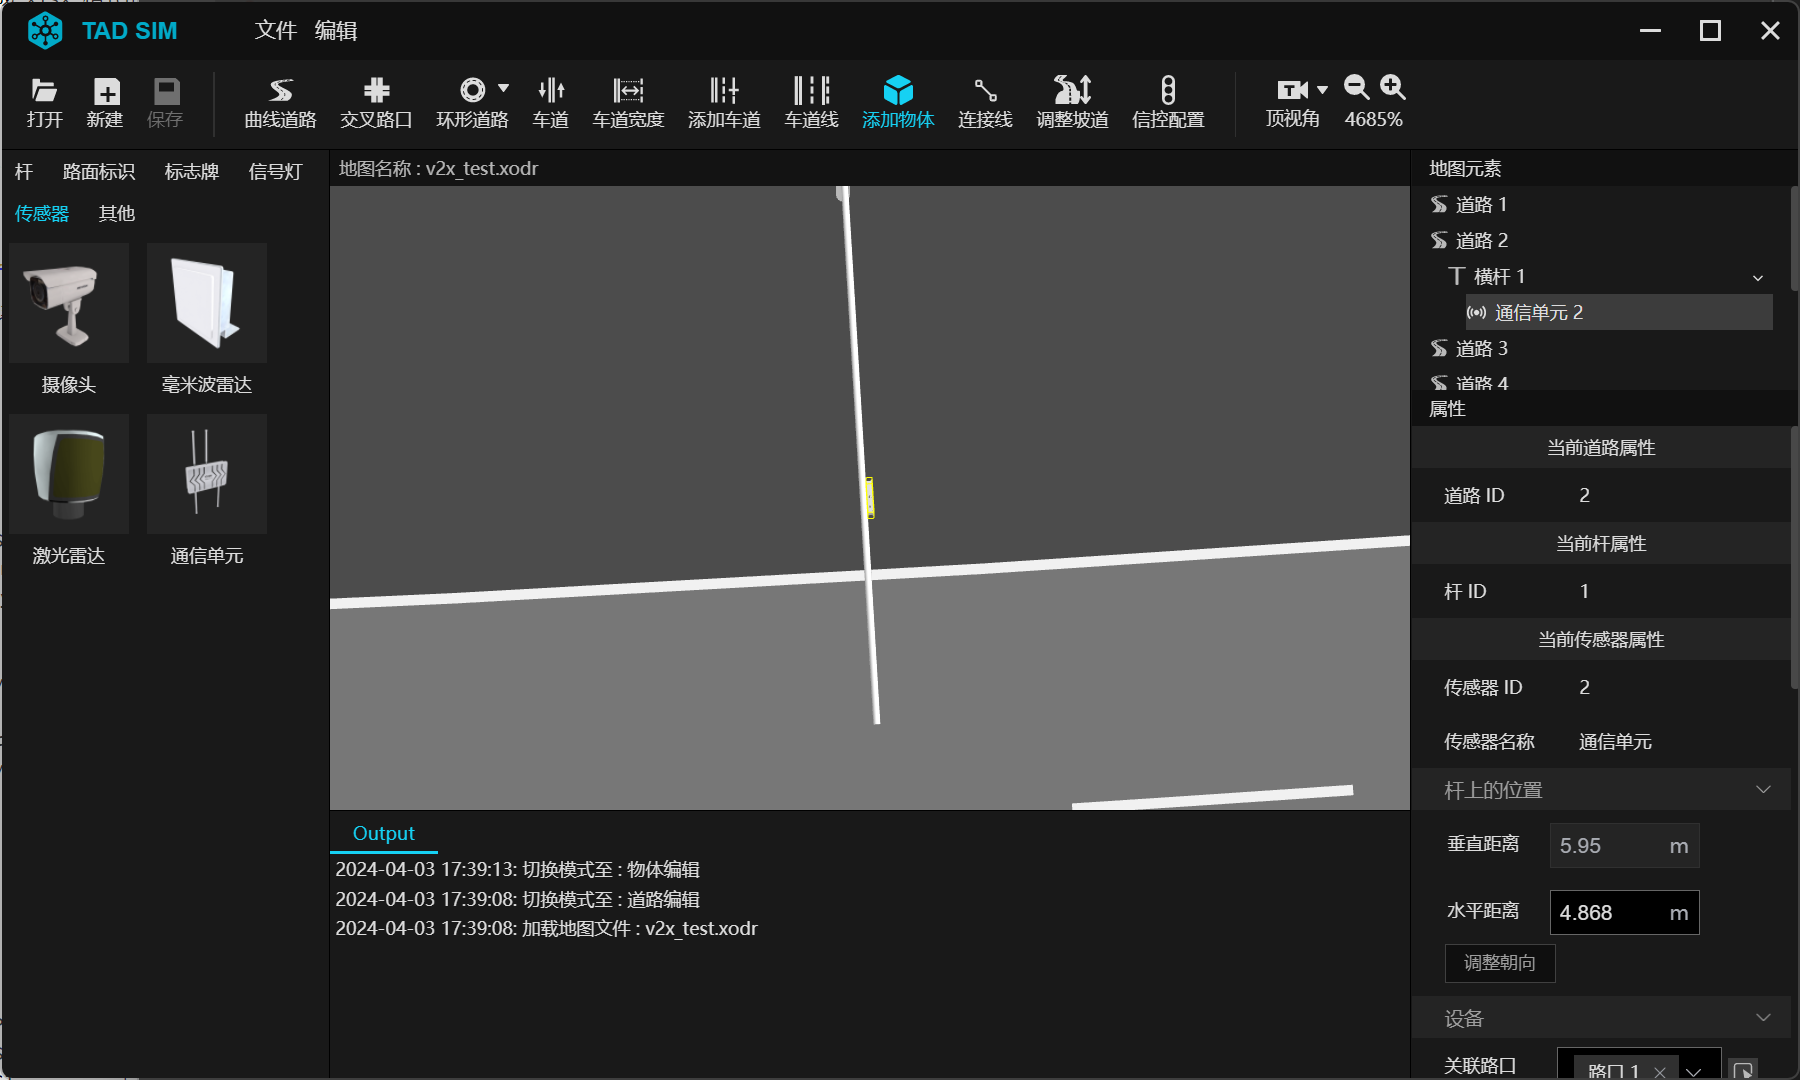 TAD SIM
文件 编辑
打开 新建 保存 曲线道路 交叉路口 环形道路 车道 车道宽度 添加车道 车道线 添加物体 连接线 调整坡道 信控配置 顶视角 4685%
杆 路面标识 标志牌 信号灯
传感器 其他
摄像头 毫米波雷达
激光雷达 通信单元
地图名称 : v2x_test.xodr
Output
2024-04-03 17:39:13: 切换模式至 : 物体编辑
2024-04-03 17:39:08: 切换模式至 : 道路编辑
2024-04-03 17:39:08: 加载地图文件 : v2x_test.xodr
地图元素
道路 1
道路 2
横杆 1
通信单元 2
道路 3
道路 4
属性
当前道路属性
道路 ID 2
当前杆属性
杆 ID 1
当前传感器属性
传感器 ID 2
传感器名称 通信单元
杆上的位置
垂直距离 5.95 m
水平距离 4.868 m
调整朝向
设备
关联路口 路口 1